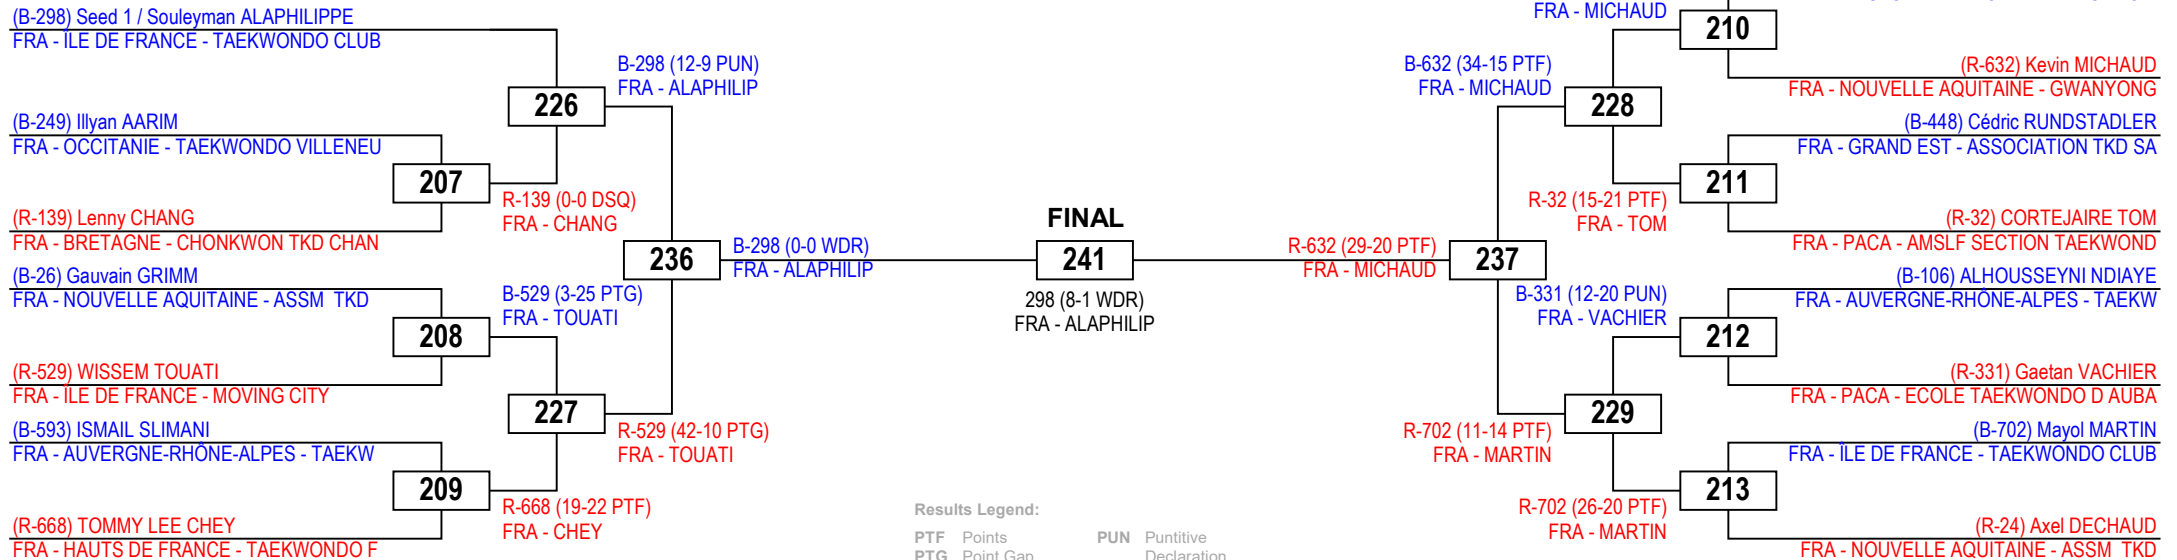 (B-298) Seed 1 / Souleyman ALAPHILIPPE
FRA - ÎLE DE FRANCE - TAEKWONDO CLUB
(B-249) Illyan AARIM
FRA - OCCITANIE - TAEKWONDO VILLENEU
207
(R-139) Lenny CHANG
FRA - BRETAGNE - CHONKWON TKD CHAN
(B-26) Gauvain GRIMM
FRA - NOUVELLE AQUITAINE - ASSM TKD
208
(R-529) WISSEM TOUATI
FRA - ÎLE DE FRANCE - MOVING CITY
(B-593) ISMAIL SLIMANI
FRA - AUVERGNE-RHÔNE-ALPES - TAEKW
209
(R-668) TOMMY LEE CHEY
FRA - HAUTS DE FRANCE - TAEKWONDO F
226
R-139 (0-0 DSQ)
FRA - CHANG
B-529 (3-25 PTG)
FRA - TOUATI
227
R-668 (19-22 PTF)
FRA - CHEY
B-298 (12-9 PUN)
FRA - ALAPHILIP
236
R-529 (42-10 PTG)
FRA - TOUATI
B-298 (0-0 WDR)
FRA - ALAPHILIP
FINAL
241
298 (8-1 WDR)
FRA - ALAPHILIP
Results Legend:
PTF Points
PUN Puntitive
PTG Point Gap
Declaration
R-632 (29-20 PTF)
FRA - MICHAUD
237
B-632 (34-15 PTF)
FRA - MICHAUD
R-702 (11-14 PTF)
FRA - MARTIN
FRA - MICHAUD
228
R-32 (15-21 PTF)
FRA - TOM
B-331 (12-20 PUN)
FRA - VACHIER
229
R-702 (26-20 PTF)
FRA - MARTIN
210
(R-632) Kevin MICHAUD
FRA - NOUVELLE AQUITAINE - GWANYONG
(B-448) Cédric RUNDSTADLER
FRA - GRAND EST - ASSOCIATION TKD SA
211
(R-32) CORTEJAIRE TOM
FRA - PACA - AMSLF SECTION TAEKWOND
(B-106) ALHOUSSEYNI NDIAYE
FRA - AUVERGNE-RHÔNE-ALPES - TAEKW
212
(R-331) Gaetan VACHIER
FRA - PACA - ECOLE TAEKWONDO D AUBA
(B-702) Mayol MARTIN
FRA - ÎLE DE FRANCE - TAEKWONDO CLUB
213
(R-24) Axel DECHAUD
FRA - NOUVELLE AQUITAINE - ASSM TKD